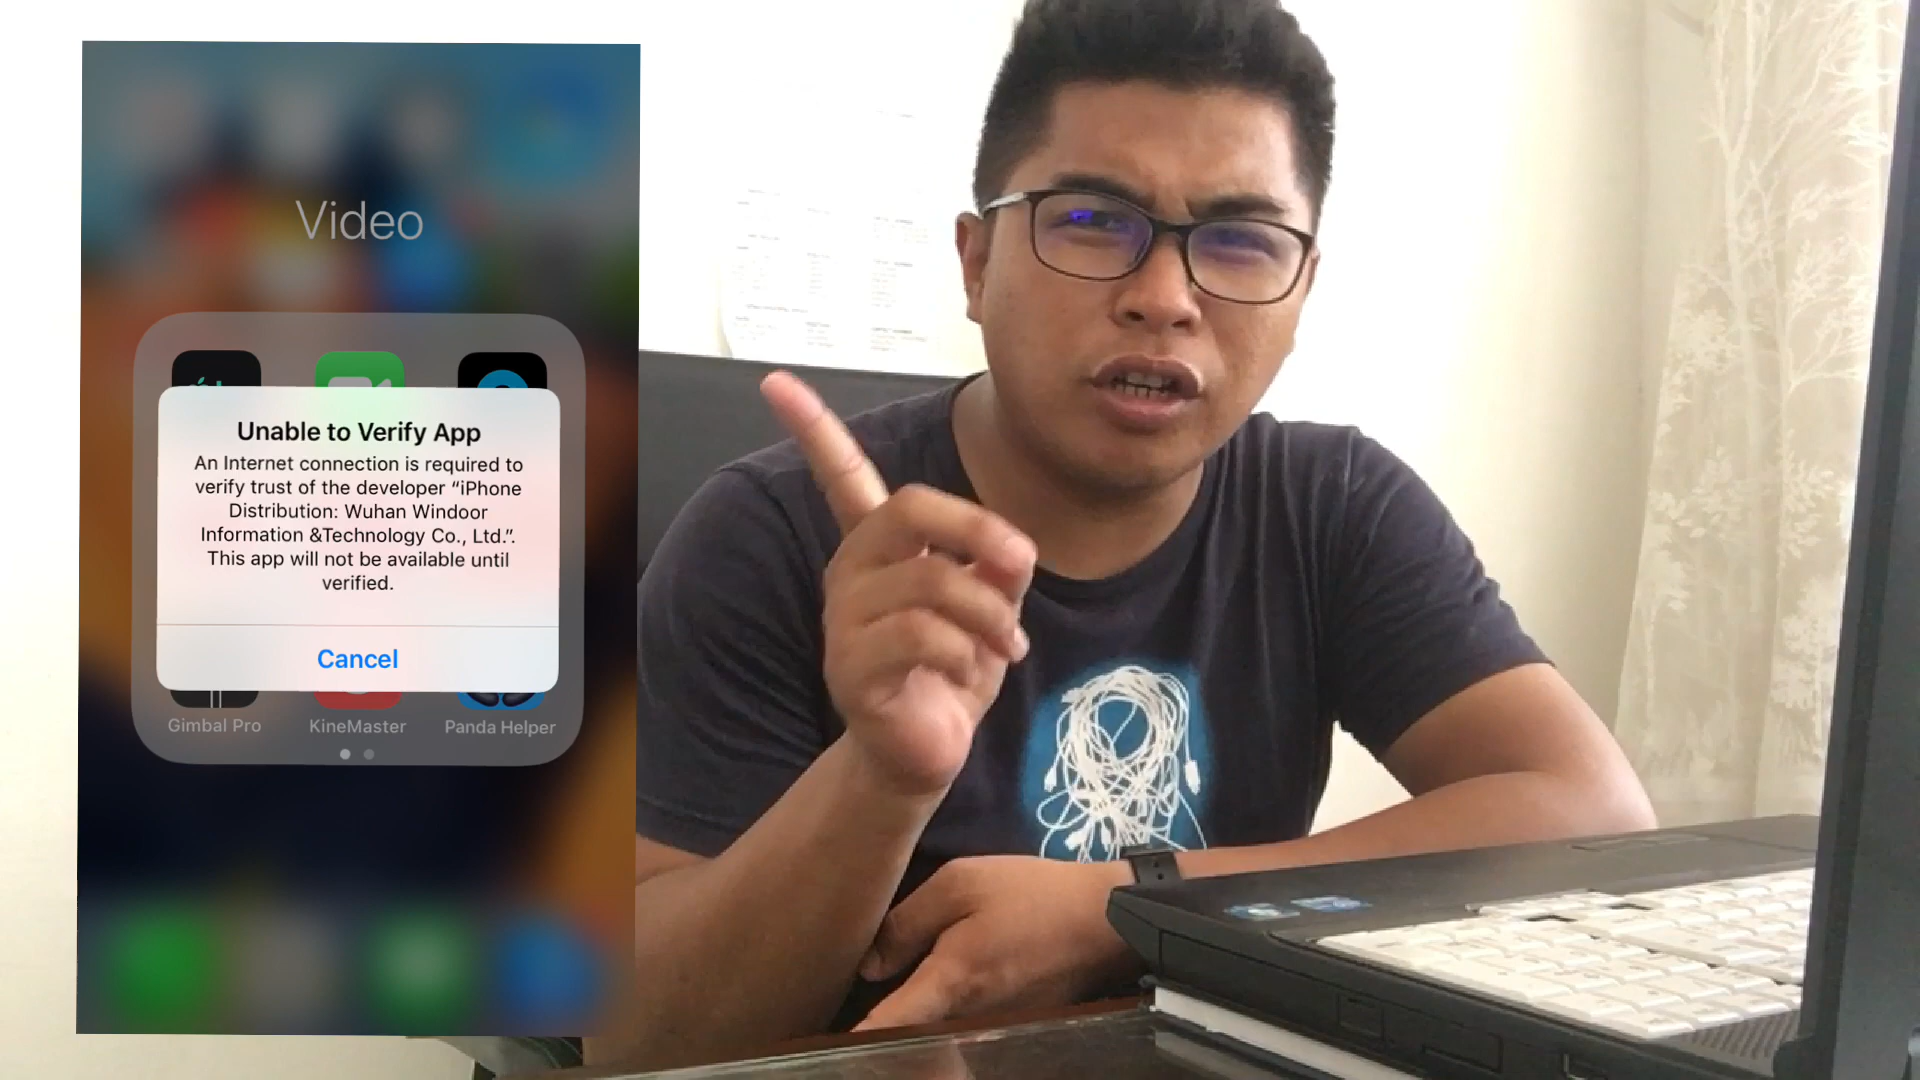 Video
Unable to Verify App
An Internet connection is required to
verify trust of the developer “iPhone
Distribution: Wuhan Windoor
Information &Technology Co., Ltd.”.
This app will not be available until
verified.
Cancel
Gimbal Pro
KineMaster
Panda Helper